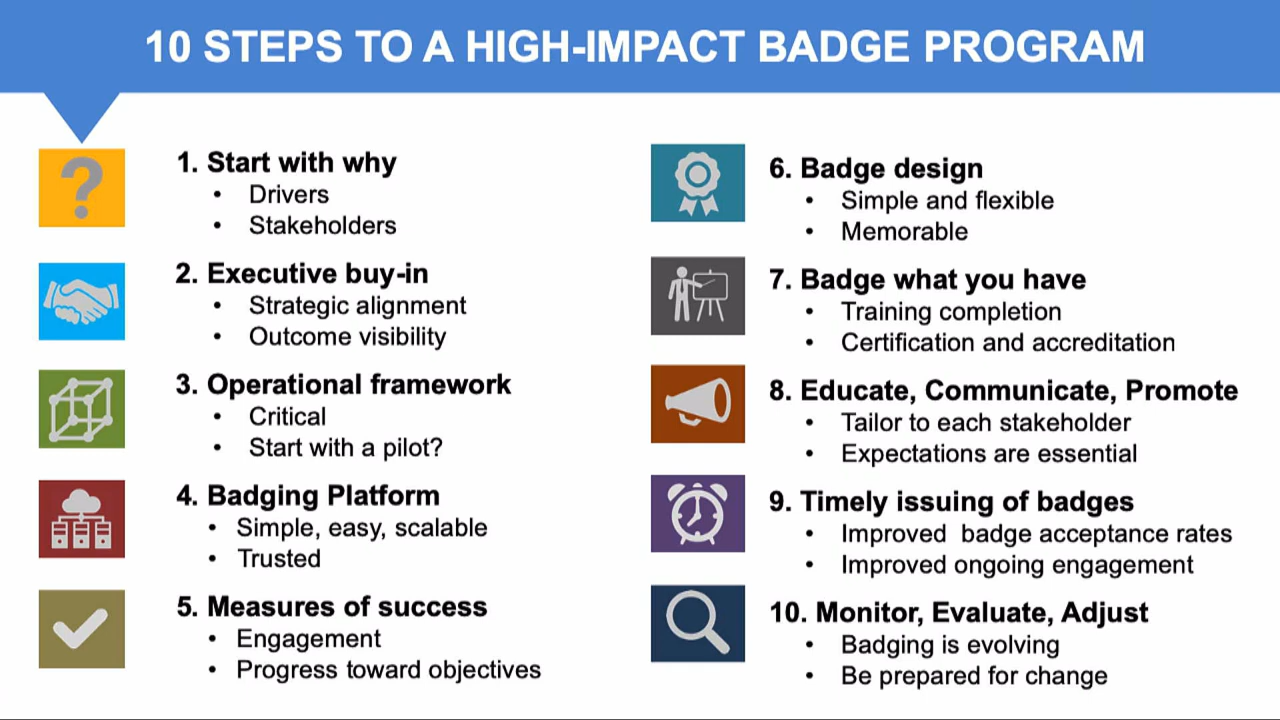 10 STEPS TO A HIGH-IMPACT BADGE PROGRAM
?
1. Start with why
• Drivers
• Stakeholders
2. Executive buy-in
• Strategic alignment
• Outcome visibility
3. Operational framework
• Critical
• Start with a pilot?
4. Badging Platform
• Simple, easy, scalable
• Trusted
5. Measures of success
• Engagement
• Progress toward objectives
6. Badge design
• Simple and flexible
• Memorable
7. Badge what you have
• Training completion
• Certification and accreditation
8. Educate, Communicate, Promote
• Tailor to each stakeholder
• Expectations are essential
9. Timely issuing of badges
• Improved  badge acceptance rates
• Improved ongoing engagement
10. Monitor, Evaluate, Adjust
• Badging is evolving
• Be prepared for change